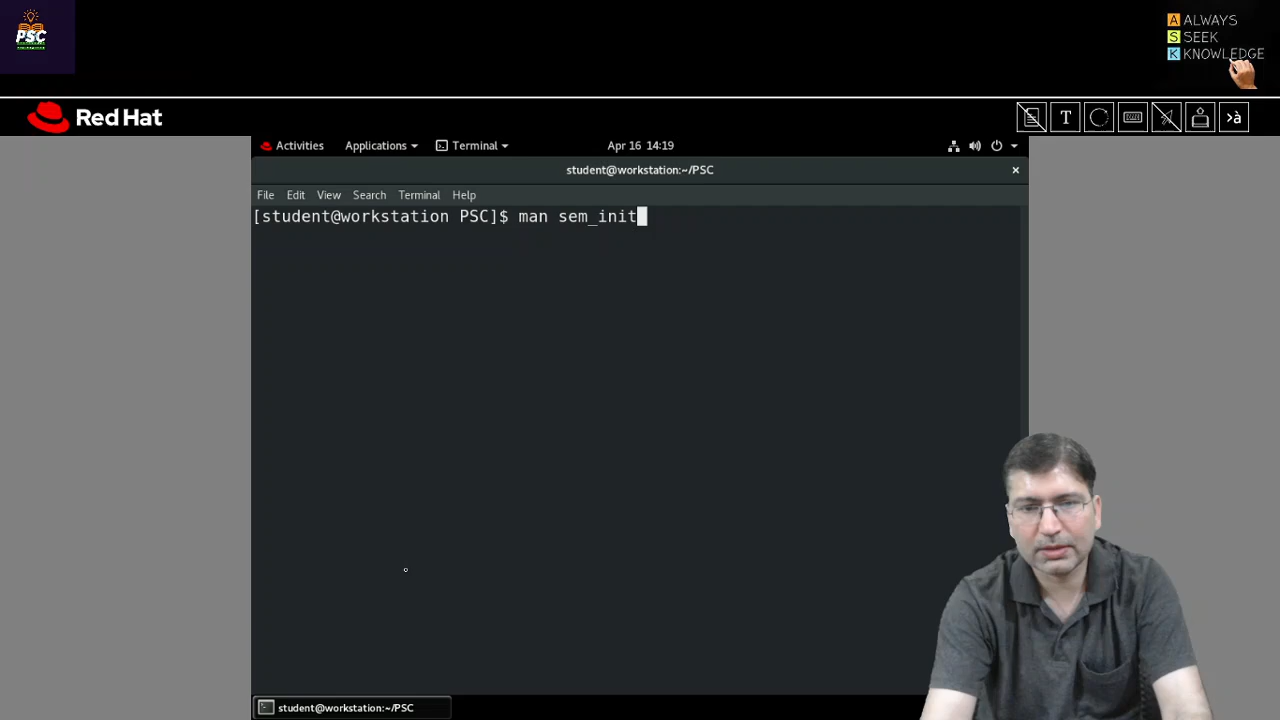 PSC
A ALWAYS
S SEEK
K KNOWLEDGE
Red Hat
T
>à
Activities Applications Terminal Apr 16 14:19
student@workstation:~/PSC ×
File Edit View Search Terminal Help
[student@workstation PSC]$ man sem_init
student@workstation:~/PSC